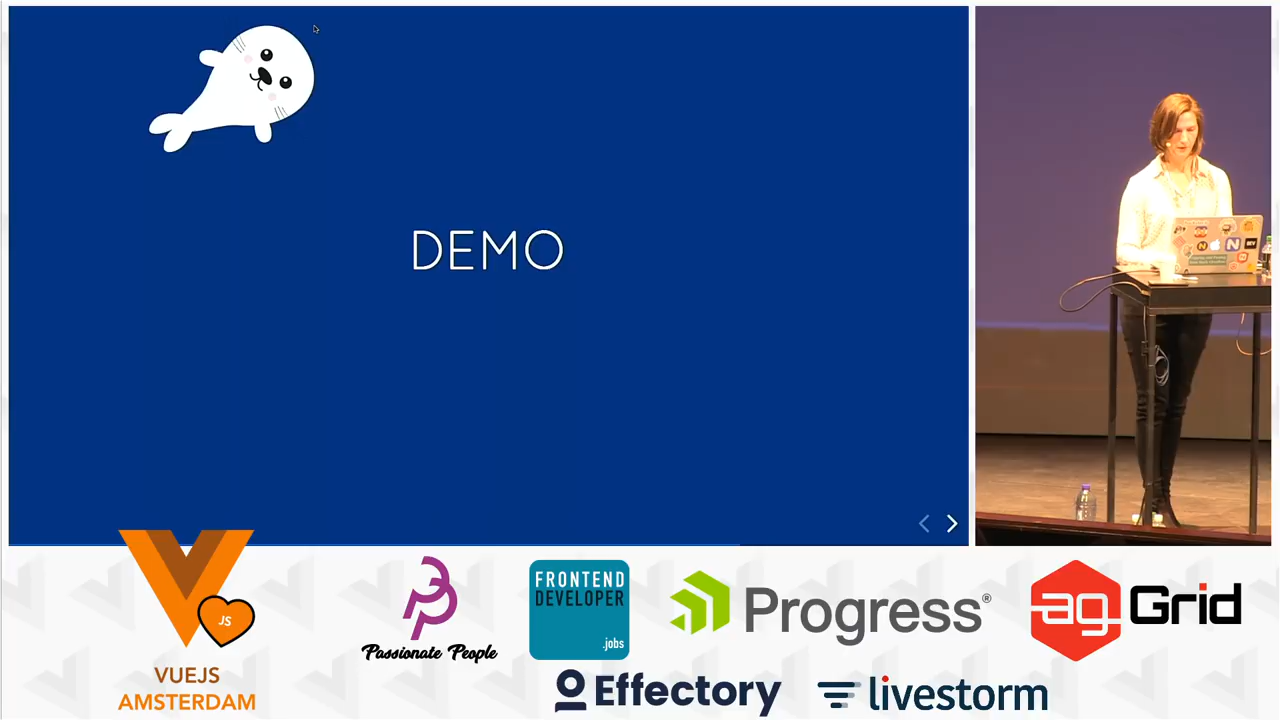 DEMO
JS
VUEJS
AMSTERDAM
Passionate People
FRONTEND
DEVELOPER
.jobs
Progress®
ag Grid
Effectory
livestorm